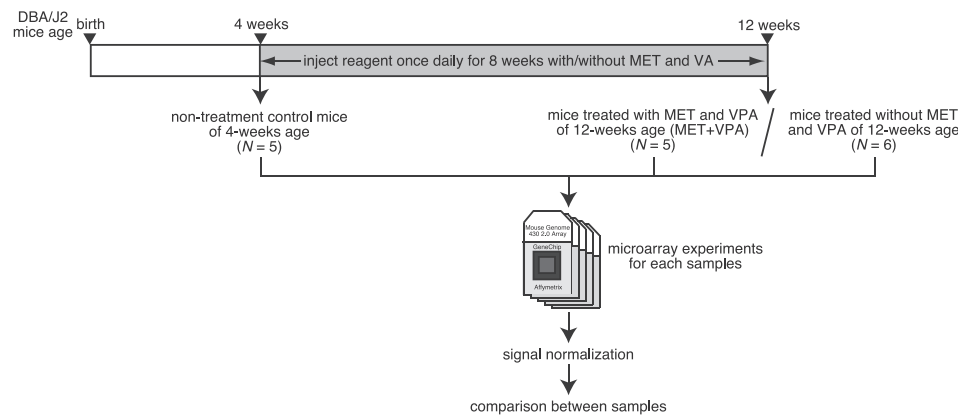 DBA/J2
mice age
birth
4 weeks
12 weeks
inject reagent once daily for 8 weeks with/without MET and VA
non-treatment control mice
of 4-weeks age
(N = 5)
mice treated with MET and VPA
of 12-weeks age (MET+VPA)
(N = 5)
mice treated without MET
and VPA of 12-weeks age
(N = 6)
Mouse Genome
430 2.0 Array
GeneChip
Affymetrix
microarray experiments
for each samples
signal normalization
comparison between samples